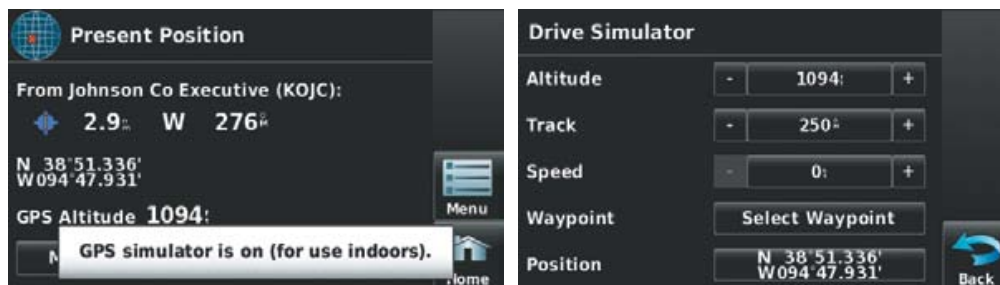 Present Position
From Johnson Co Executive (KOJC):
2.9 W 276°
N 38°51.336'
W094°47.931'
GPS Altitude 1094
GPS simulator is on (for use indoors).
Menu
Drive Simulator
Altitude - 1094 +
Track - 250° +
Speed - 0 +
Waypoint Select Waypoint
Position N 38°51.336'
W094°47.931'
Back